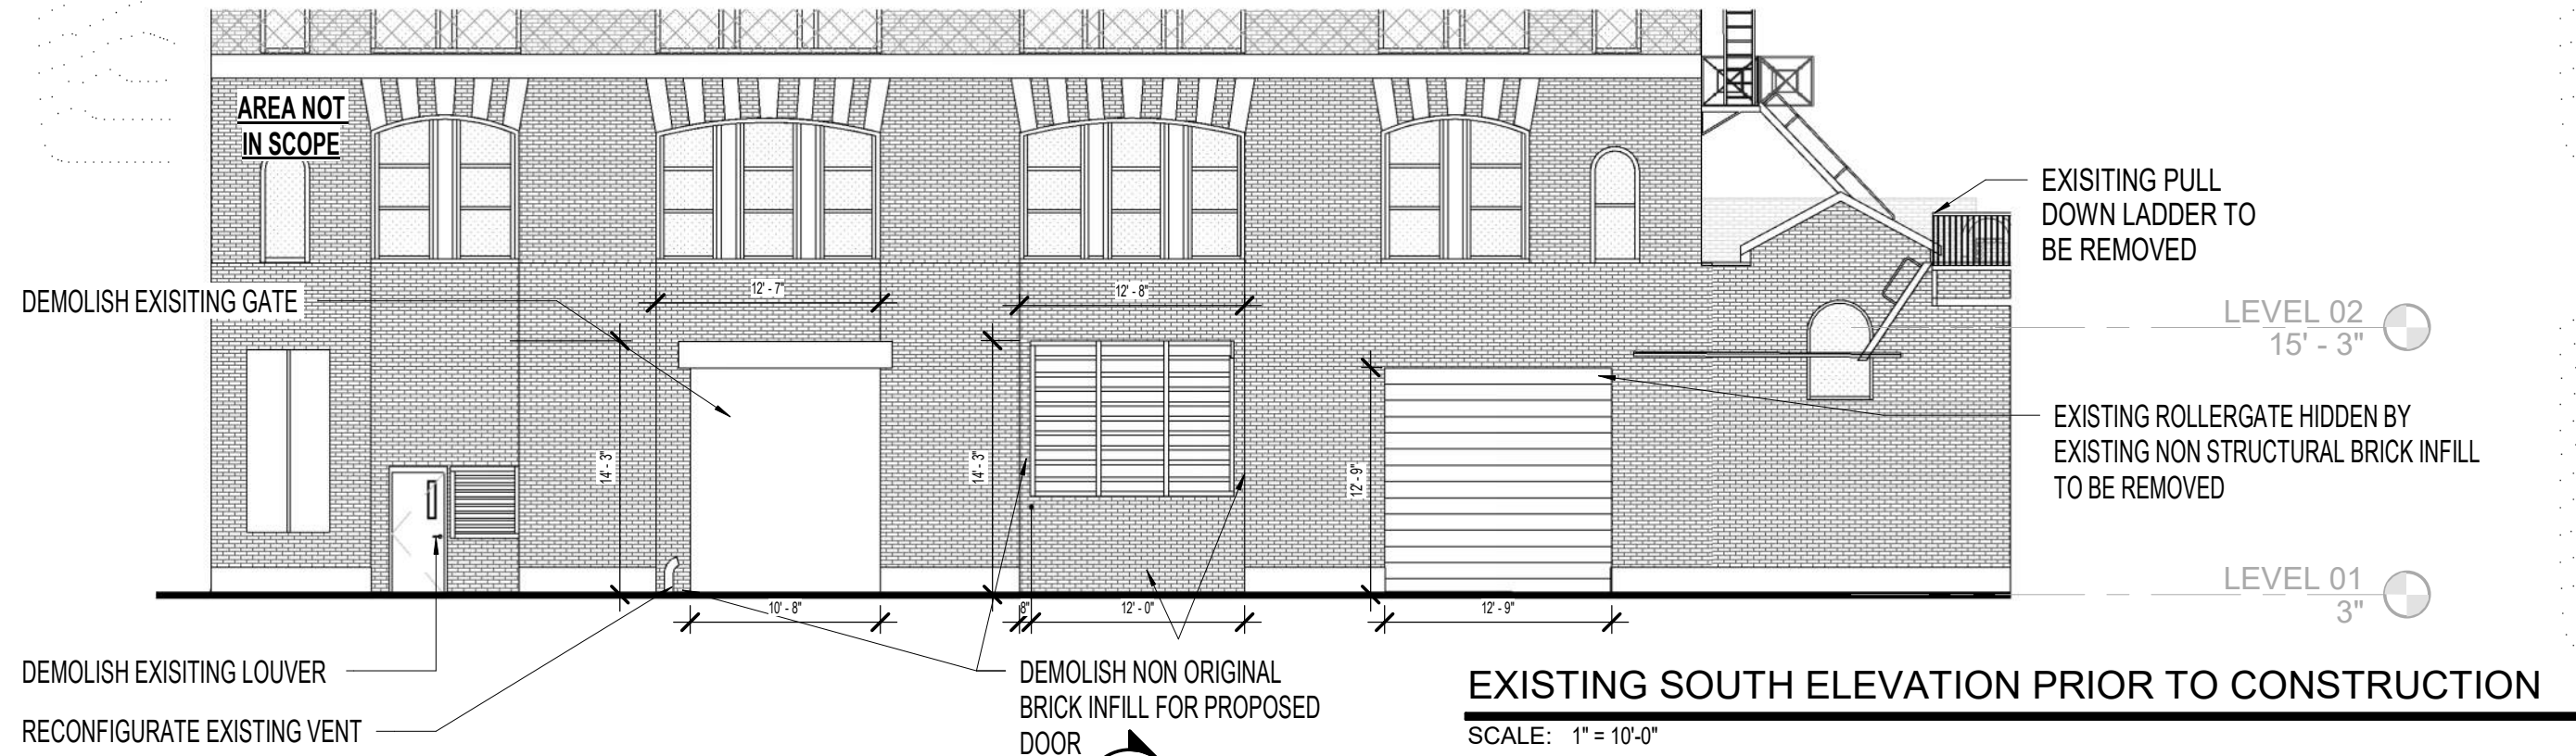 AREA NOT
IN SCOPE
EXISITING PULL
DOWN LADDER TO
BE REMOVED
DEMOLISH EXISITING GATE
12' - 7"
12' - 8"
LEVEL 02
15' - 3"
14' - 3"
14' - 3"
12' - 9"
EXISTING ROLLERGATE HIDDEN BY
EXISTING NON STRUCTURAL BRICK INFILL
TO BE REMOVED
LEVEL 01
3"
10' - 8"
8"
12' - 0"
12' - 9"
DEMOLISH EXISITING LOUVER
RECONFIGURATE EXISTING VENT
DEMOLISH NON ORIGINAL
BRICK INFILL FOR PROPOSED
DOOR
EXISTING SOUTH ELEVATION PRIOR TO CONSTRUCTION
SCALE: 1" = 10'-0"